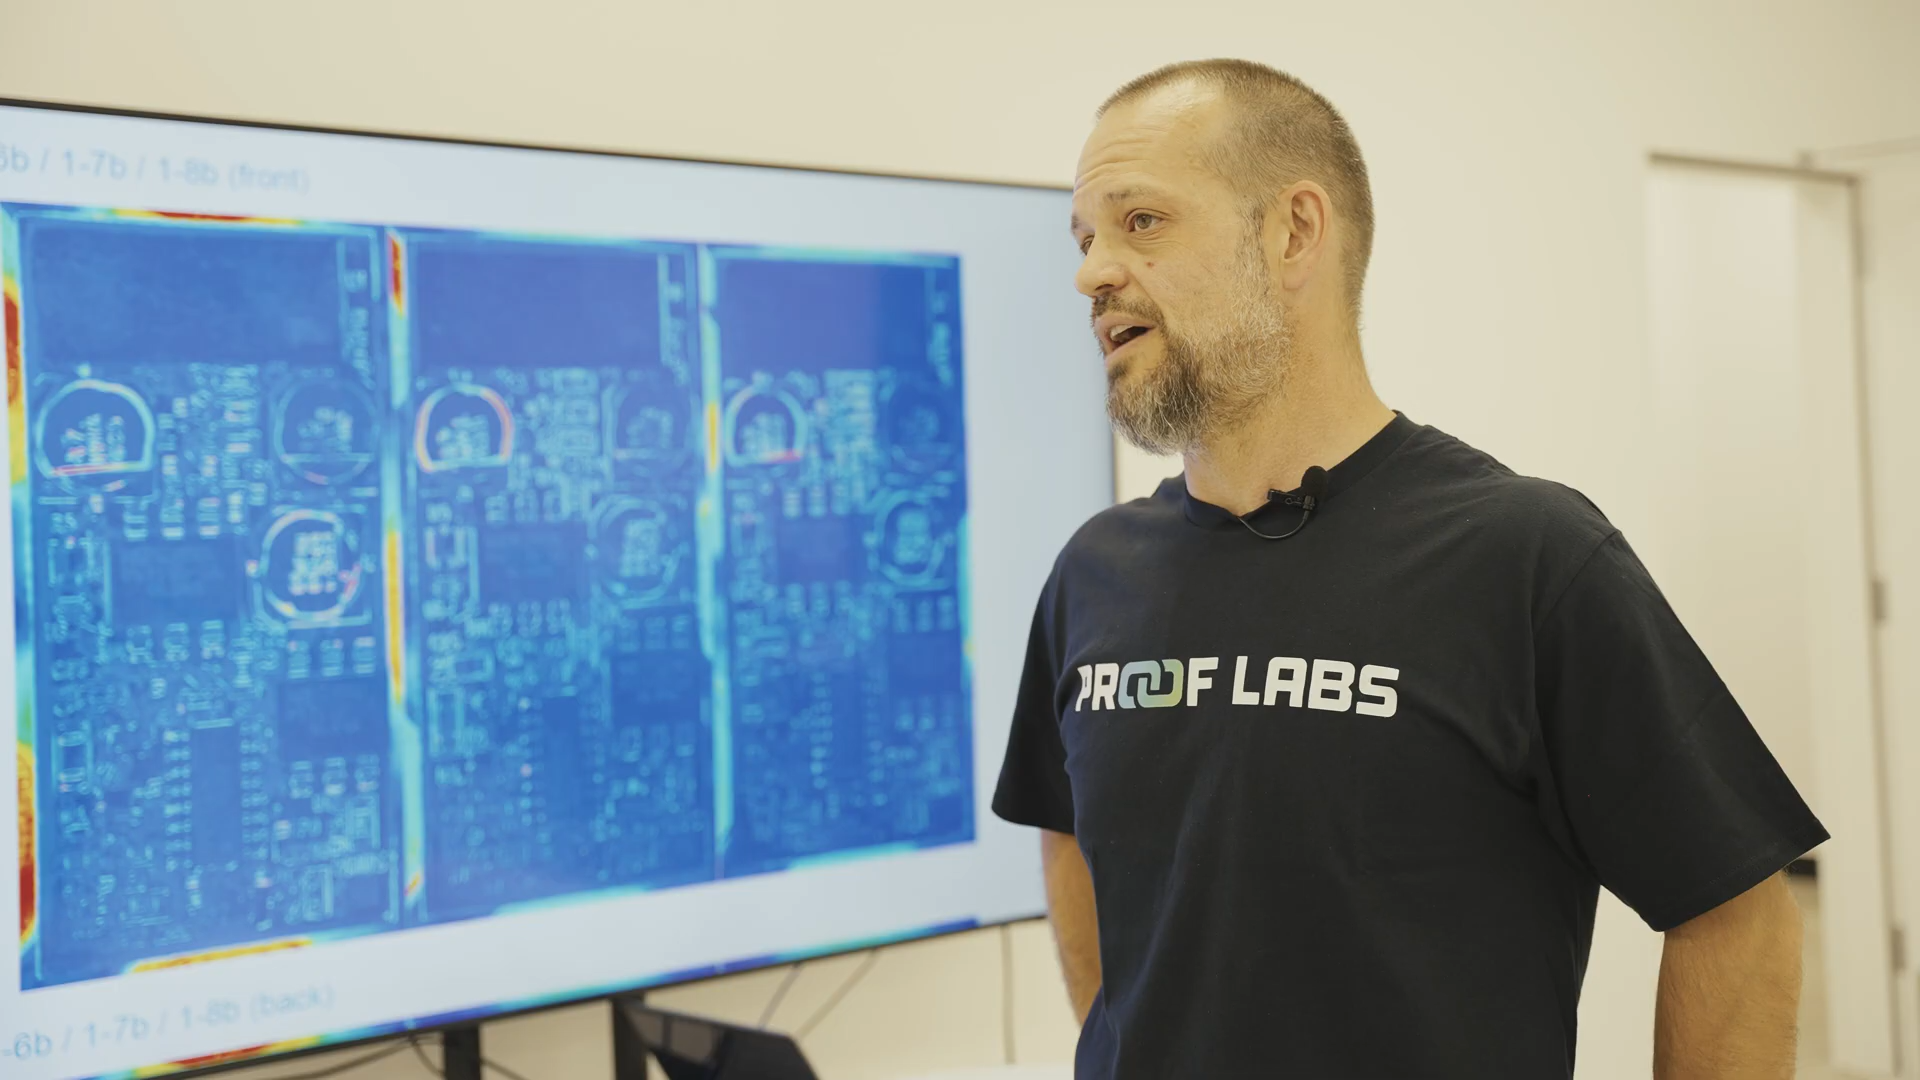 6b / 1-7b / 1-8b (front)
PROOF LABS
-6b / 1-7b / 1-8b (back)